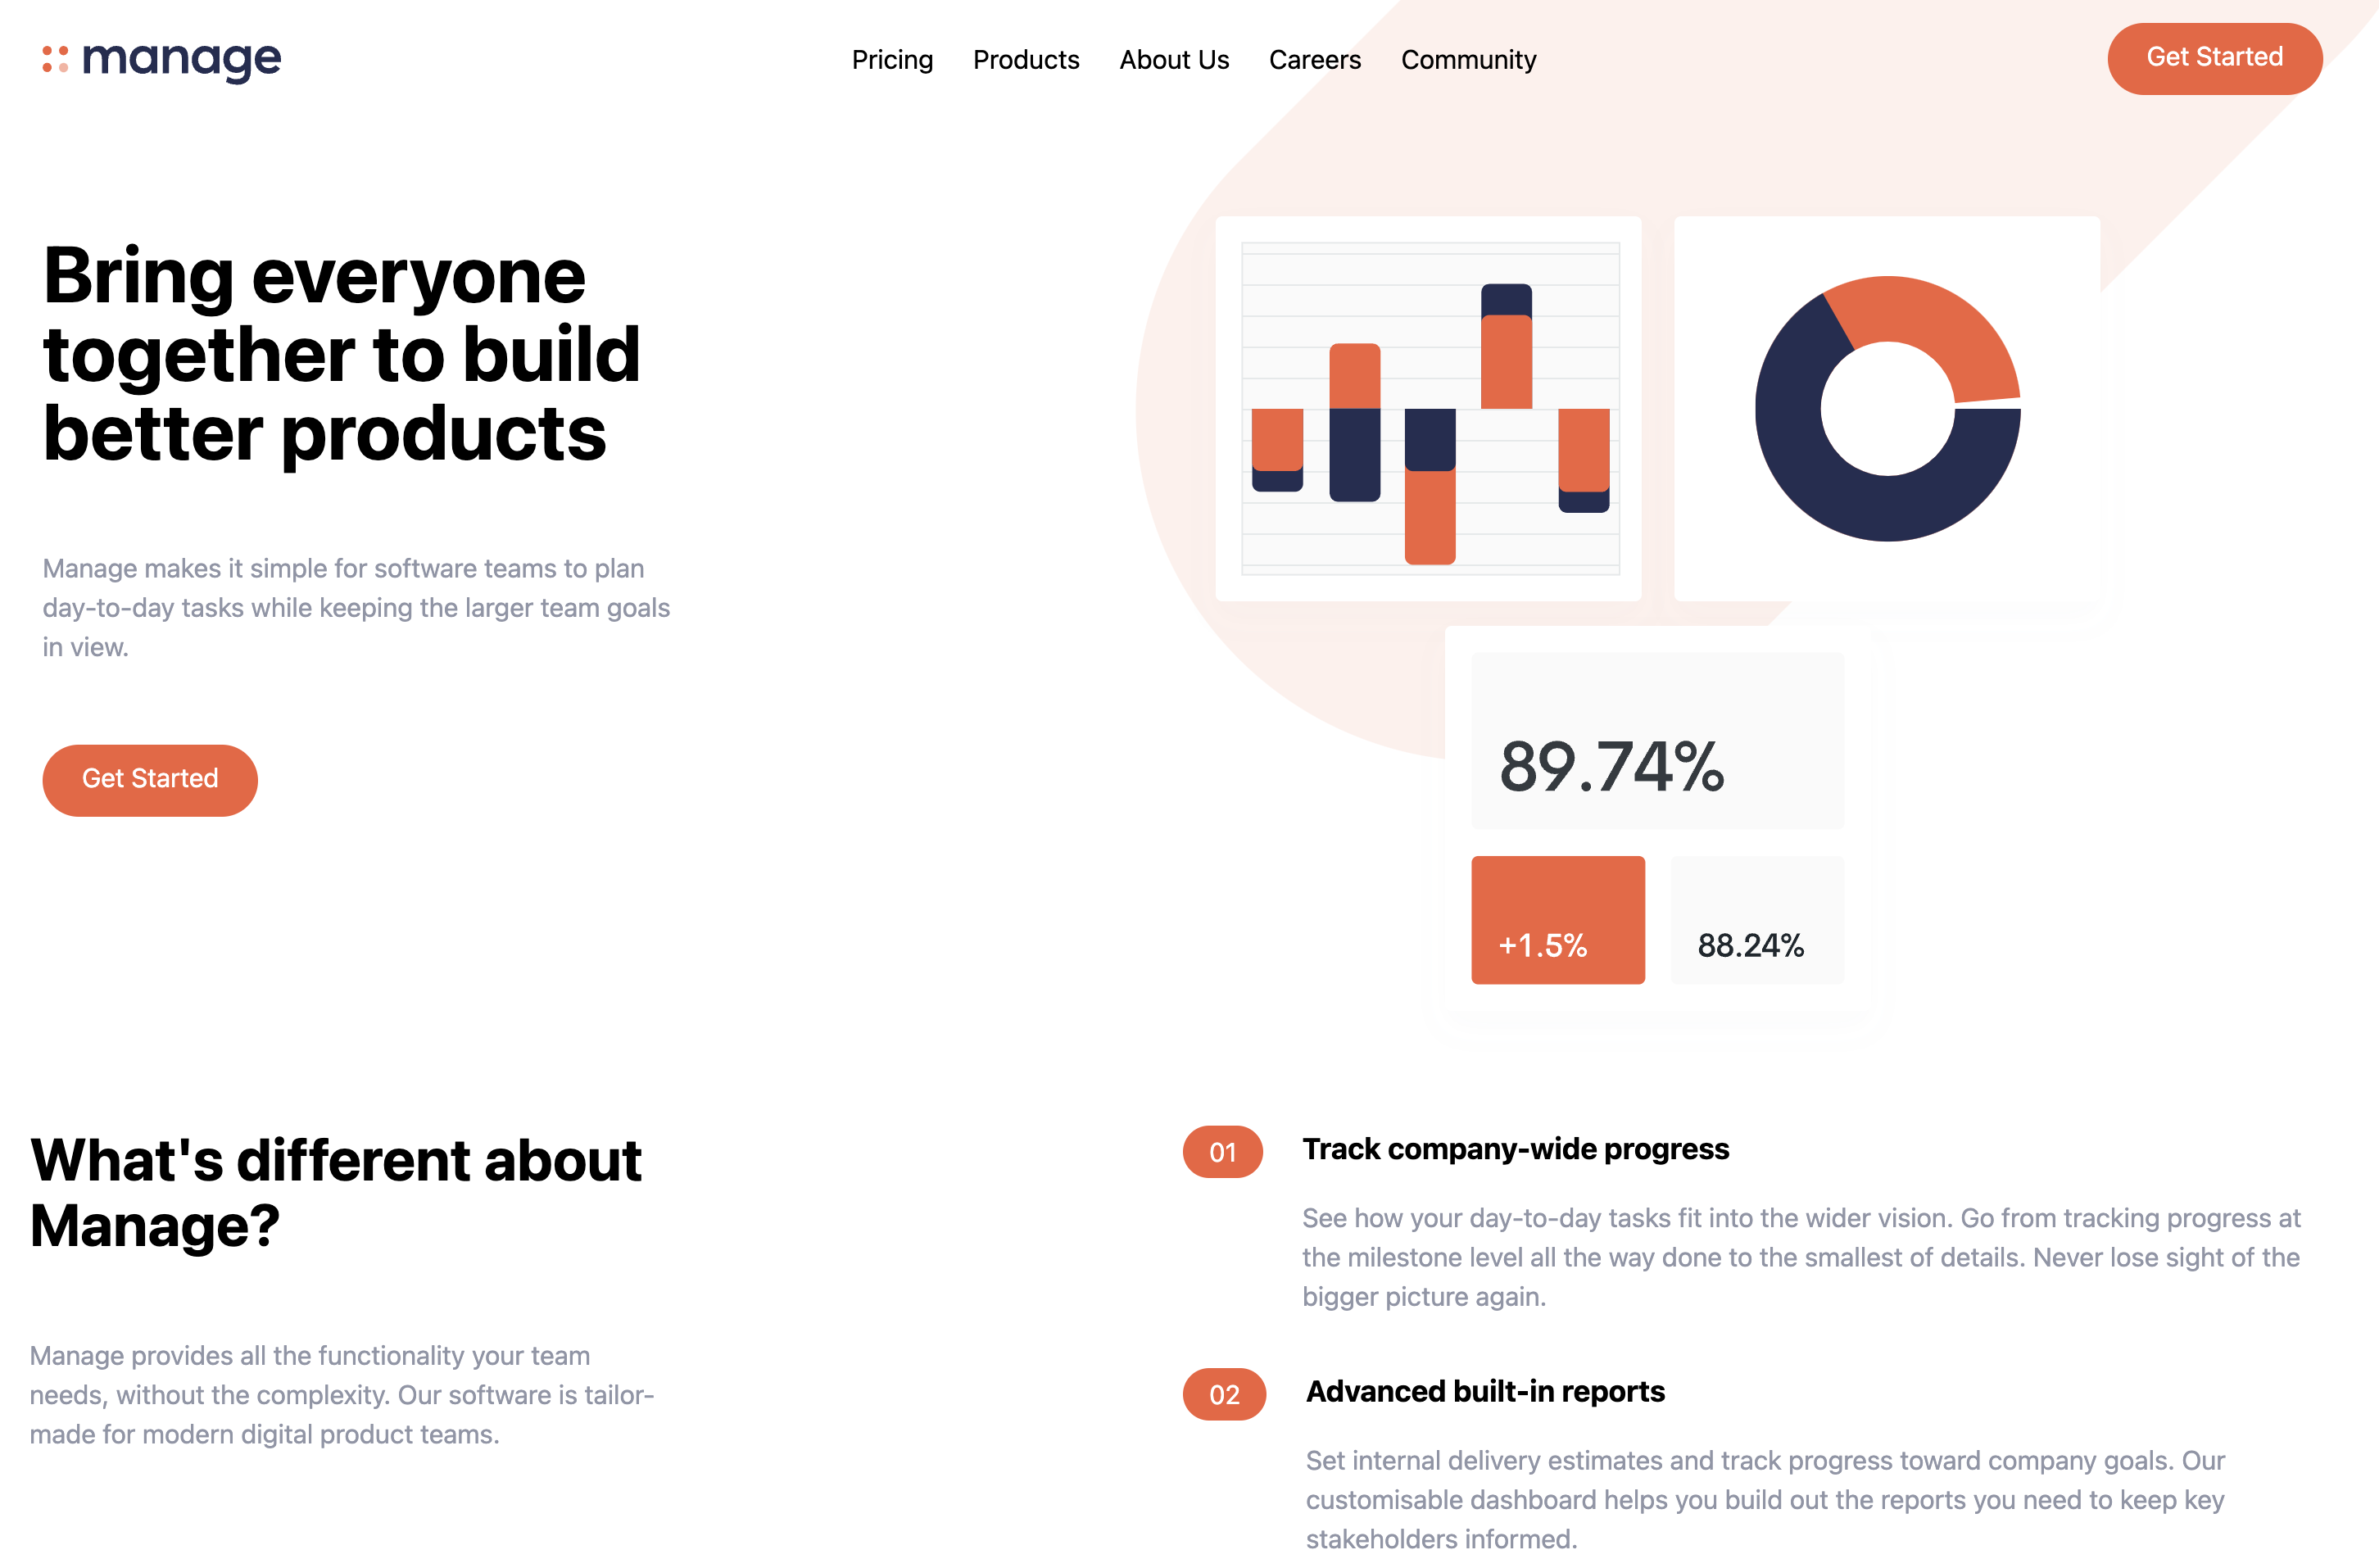 manage
Pricing
Products
About Us
Careers
Community
Get Started
Bring everyone
together to build
better products
Manage makes it simple for software teams to plan
day-to-day tasks while keeping the larger team goals
in view.
Get Started
89.74%
+1.5%
88.24%
What's different about
Manage?
Manage provides all the functionality your team
needs, without the complexity. Our software is tailor-
made for modern digital product teams.
01
Track company-wide progress
See how your day-to-day tasks fit into the wider vision. Go from tracking progress at
the milestone level all the way done to the smallest of details. Never lose sight of the
bigger picture again.
02
Advanced built-in reports
Set internal delivery estimates and track progress toward company goals. Our
customisable dashboard helps you build out the reports you need to keep key
stakeholders informed.